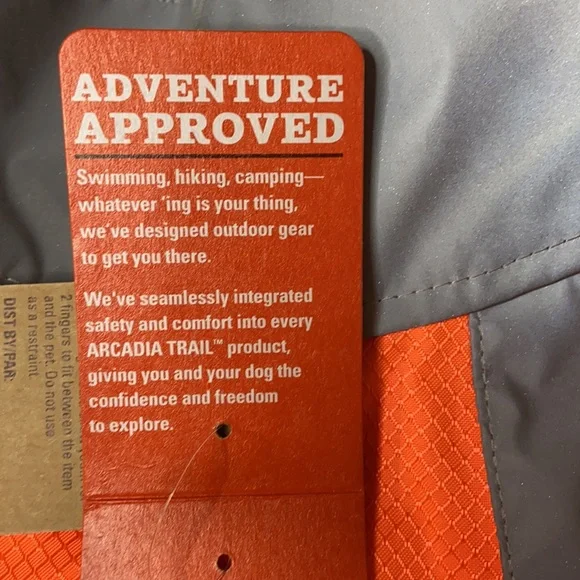 ADVENTURE
APPROVED
Swimming, hiking, camping—
whatever 'ing is your thing,
we've designed outdoor gear
to get you there.
We've seamlessly integrated
safety and comfort into every
ARCADIA TRAIL™ product,
giving you and your dog the
confidence and freedom
to explore.
2 fingers to fit between the item
and the pet. Do not use
as a restraint.
DIST BY/PAR: